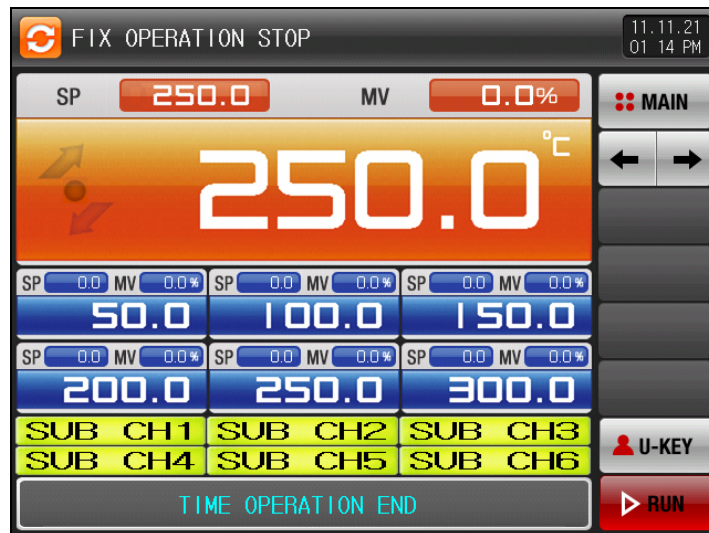 FIX OPERATION STOP
11.11.21
01 14 PM
SP 250.0 MV 0.0%
MAIN
250.0 °C
SP 0.0 MV 0.0% SP 0.0 MV 0.0% SP 0.0 MV 0.0%
50.0 100.0 150.0
SP 0.0 MV 0.0% SP 0.0 MV 0.0% SP 0.0 MV 0.0%
200.0 250.0 300.0
SUB CH1 SUB CH2 SUB CH3
SUB CH4 SUB CH5 SUB CH6
U-KEY
TIME OPERATION END
RUN